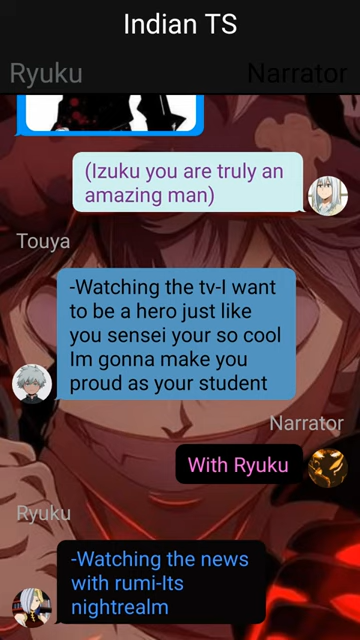 Indian TS
Ryuku
Narrator
(Izuku you are truly an
amazing man)
Touya
-Watching the tv-I want
to be a hero just like
you sensei your so cool
Im gonna make you
proud as your student
Narrator
With Ryuku
Ryuku
-Watching the news
with rumi-Its
nightrealm